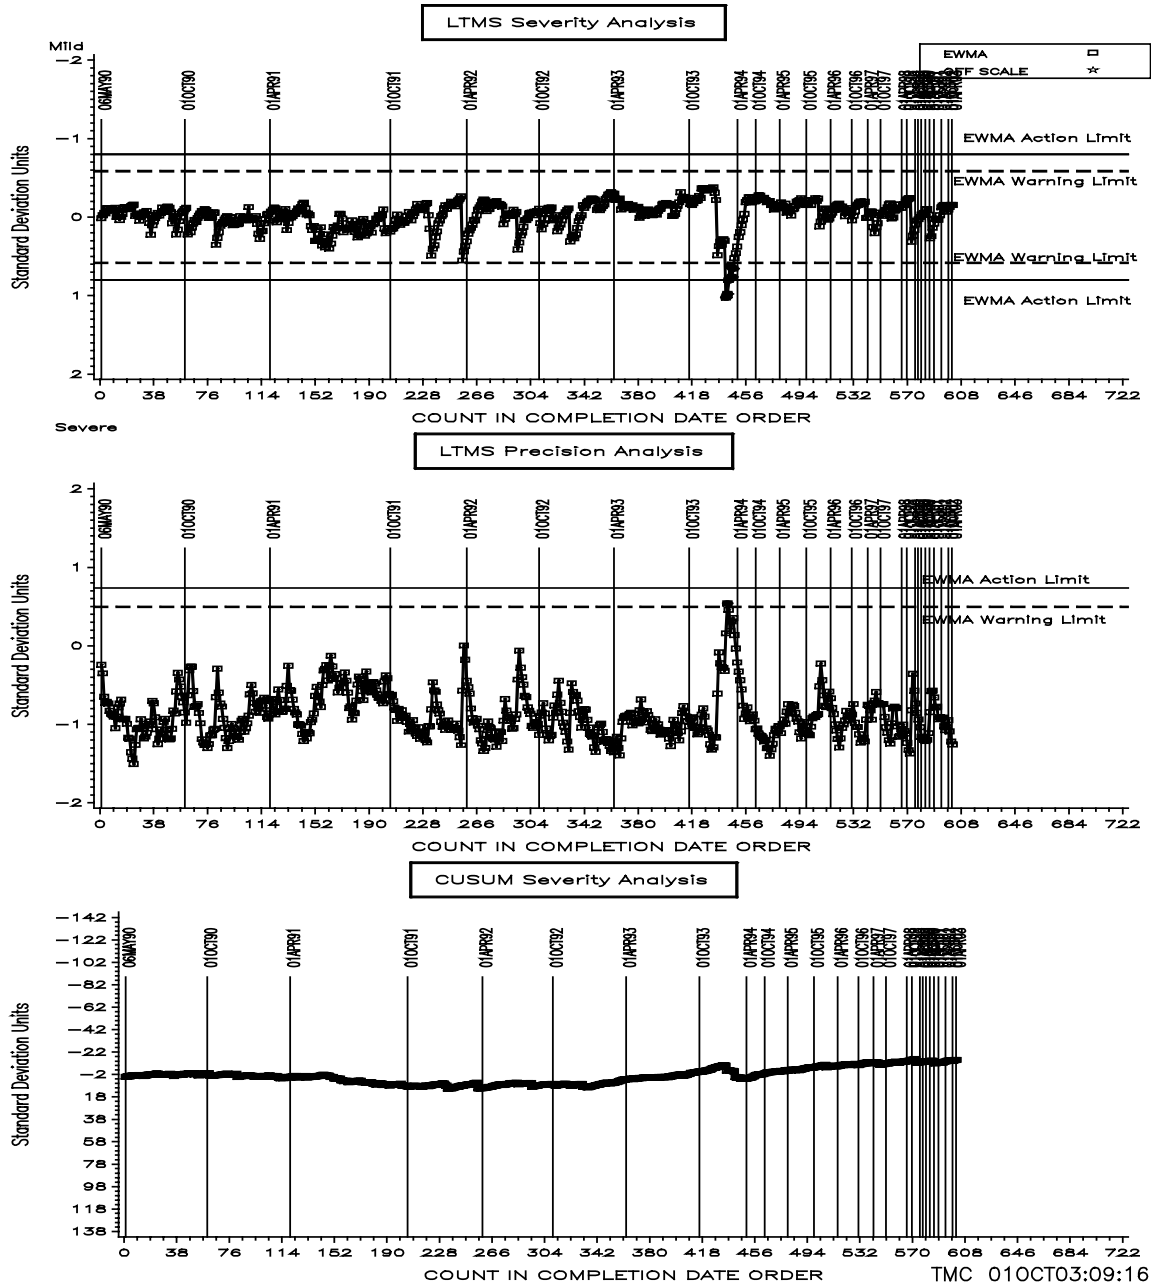 LTMS Severity Analysis
Mild
EWMA
OFF SCALE
-2
-1
0
1
2
Standard Deviation Units
06MAY90 01OCT90 01APR91 01OCT91 01APR92 01OCT92 01APR93 01OCT93 01APR94 01OCT94 01APR95 01OCT95 01APR96 01OCT96 01APR97 01OCT97 01APR98
EWMA Action Limit
EWMA Warning Limit
EWMA Warning Limit
EWMA Action Limit
0 38 76 114 152 190 228 266 304 342 380 418 456 494 532 570 608 646 684 722
COUNT IN COMPLETION DATE ORDER
Severe
LTMS Precision Analysis
2
1
0
-1
-2
Standard Deviation Units
06MAY90 01OCT90 01APR91 01OCT91 01APR92 01OCT92 01APR93 01OCT93 01APR94 01OCT94 01APR95 01OCT95 01APR96 01OCT96 01APR97 01OCT97 01APR98
EWMA Action Limit
EWMA Warning Limit
0 38 76 114 152 190 228 266 304 342 380 418 456 494 532 570 608 646 684 722
COUNT IN COMPLETION DATE ORDER
CUSUM Severity Analysis
-142
-122
-102
-82
-62
-42
-22
-2
18
38
58
78
98
118
138
Standard Deviation Units
06MAY90 01OCT90 01APR91 01OCT91 01APR92 01OCT92 01APR93 01OCT93 01APR94 01OCT94 01APR95 01OCT95 01APR96 01OCT96 01APR97 01OCT97 01APR98
0 38 76 114 152 190 228 266 304 342 380 418 456 494 532 570 608 646 684 722
COUNT IN COMPLETION DATE ORDER
TMC 01OCT03:09:16